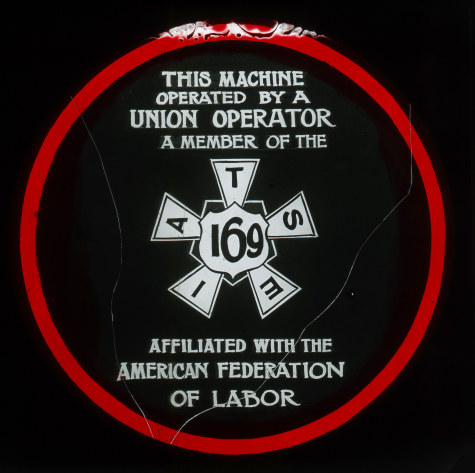 THIS MACHINE
OPERATED BY A
UNION OPERATOR
A MEMBER OF THE
I A T S E
169
AFFILIATED WITH THE
AMERICAN FEDERATION
OF LABOR